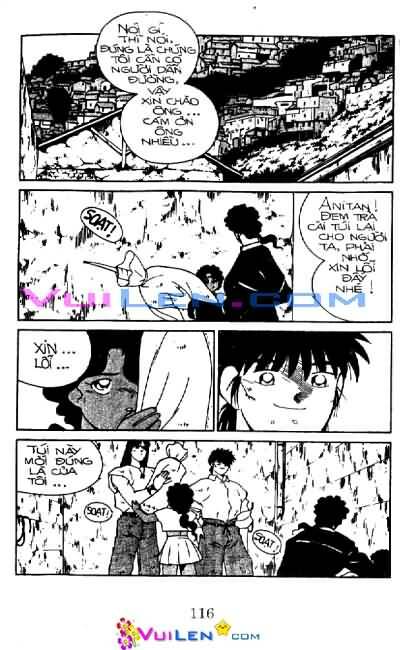 NÓI GÌ
THÌ NÓI,
ĐÚNG LÀ CHÚNG
TÔI CẦN CÓ
NGƯỜI DẪN
ĐƯỜNG,
VẬY
XIN CHÀO
ÔNG...
CẢM ƠN
ÔNG
NHIỀU...
SOẠT!
ANITAN!
ĐEM TRẢ
CÁI TÚI LẠI
CHO NGƯỜI
TA, PHẢI
NHỚ
XIN LỖI
ĐẤY
NHÉ!
VUILEN.COM
XIN...
LỖI...
TÚI NÀY
MỚI ĐÚNG
LÀ CỦA
TÔI...
SOẠT!
SOẠT!
116
VUILEN.COM